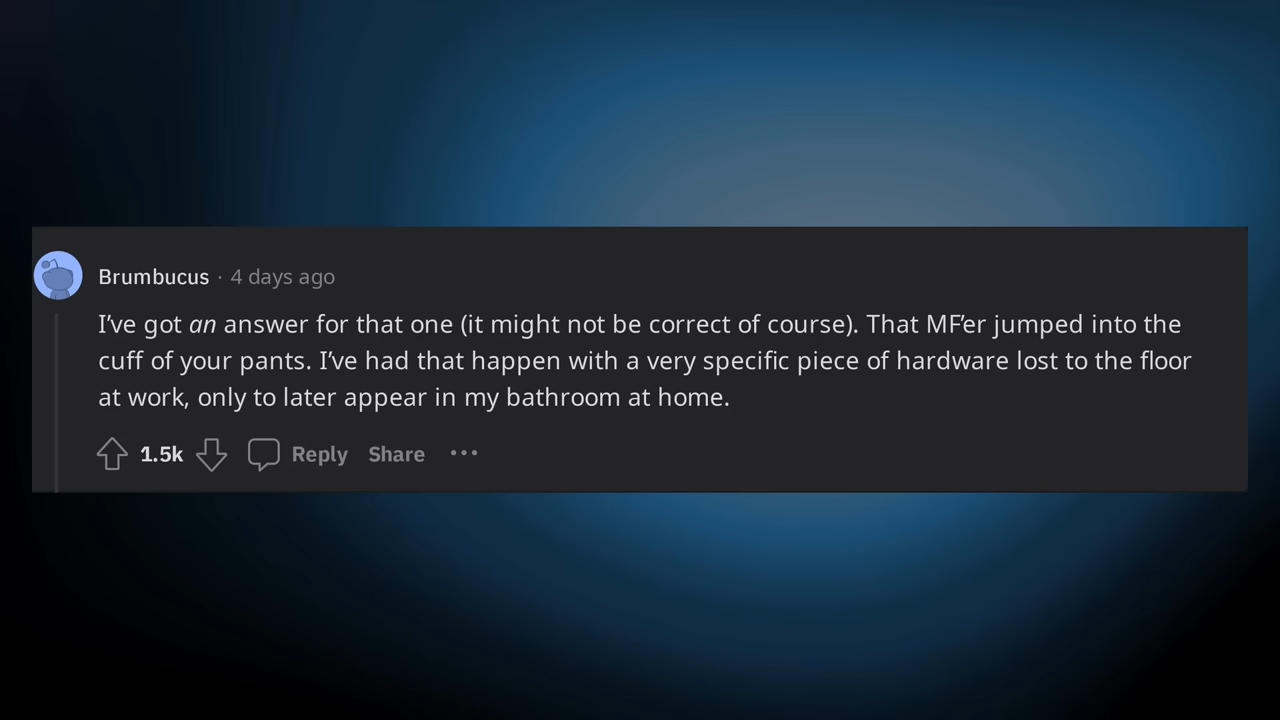 Brumbucus · 4 days ago
I've got an answer for that one (it might not be correct of course). That MF'er jumped into the
cuff of your pants. I've had that happen with a very specific piece of hardware lost to the floor
at work, only to later appear in my bathroom at home.
1.5k Reply Share ···